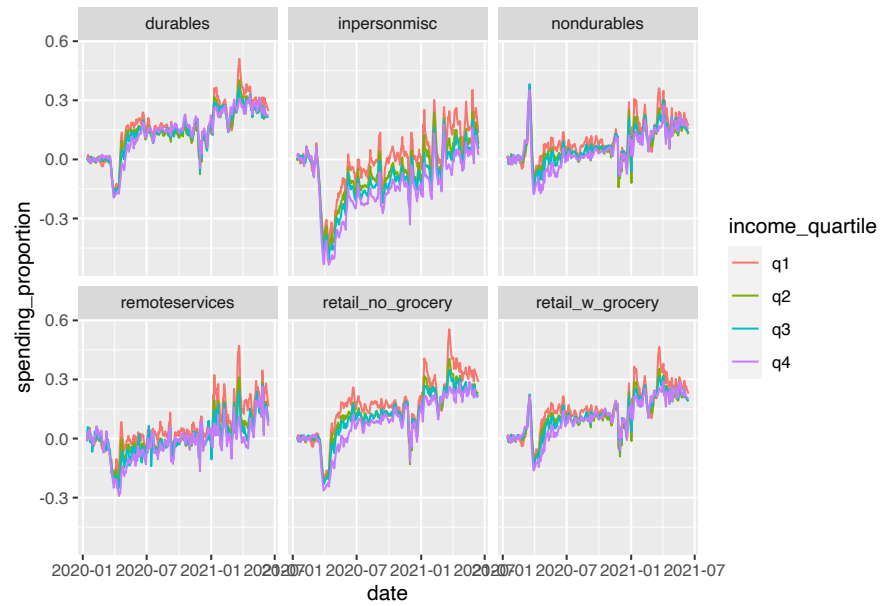 durables inpersonmisc nondurables
0.6
0.3
0.0
-0.3
remoteservices retail_no_grocery retail_w_grocery
0.6
0.3
0.0
-0.3
2020-01 2020-07 2021-01 2021-07 2020-01 2020-07 2021-01 2021-07 2020-01 2020-07 2021-01 2021-07
date
spending_proportion
income_quartile
q1
q2
q3
q4